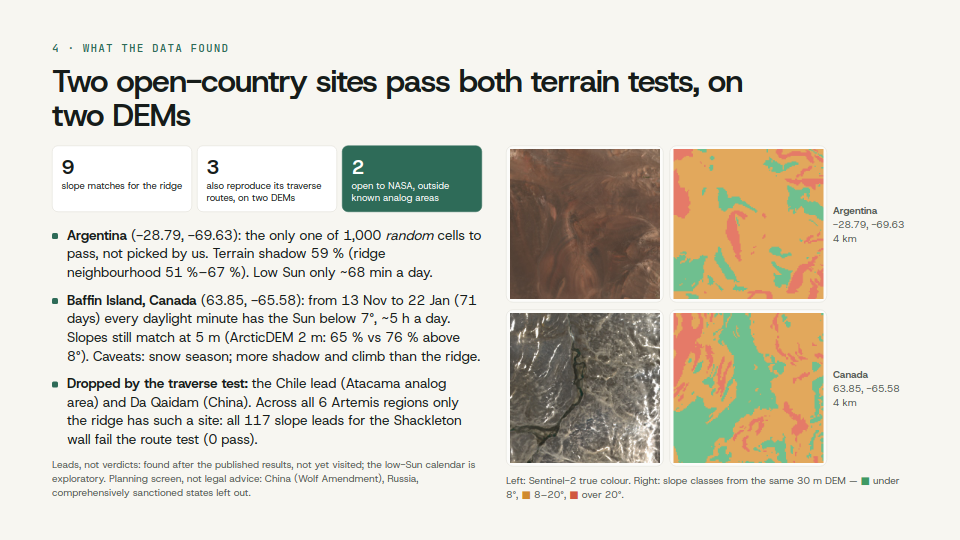 4 · WHAT THE DATA FOUND
Two open-country sites pass both terrain tests, on
two DEMs
9
slope matches for the ridge
3
also reproduce its traverse
routes, on two DEMs
2
open to NASA, outside
known analog areas
Argentina (−28.79, −69.63): the only one of 1,000 random cells to
pass, not picked by us. Terrain shadow 59 % (ridge
neighbourhood 51 %–67 %). Low Sun only ~68 min a day.
Baffin Island, Canada (63.85, −65.58): from 13 Nov to 22 Jan (71
days) every daylight minute has the Sun below 7°, ~5 h a day.
Slopes still match at 5 m (ArcticDEM 2 m: 65 % vs 76 % above
8°). Caveats: snow season; more shadow and climb than the ridge.
Dropped by the traverse test: the Chile lead (Atacama analog
area) and Da Qaidam (China). Across all 6 Artemis regions only
the ridge has such a site: all 117 slope leads for the Shackleton
wall fail the route test (0 pass).
Leads, not verdicts: found after the published results, not yet visited; the low-Sun calendar is
exploratory. Planning screen, not legal advice: China (Wolf Amendment), Russia,
comprehensively sanctioned states left out.
Argentina
−28.79, −69.63
4 km
Canada
63.85, −65.58
4 km
Left: Sentinel-2 true colour. Right: slope classes from the same 30 m DEM — under
8°, 8–20°, over 20°.